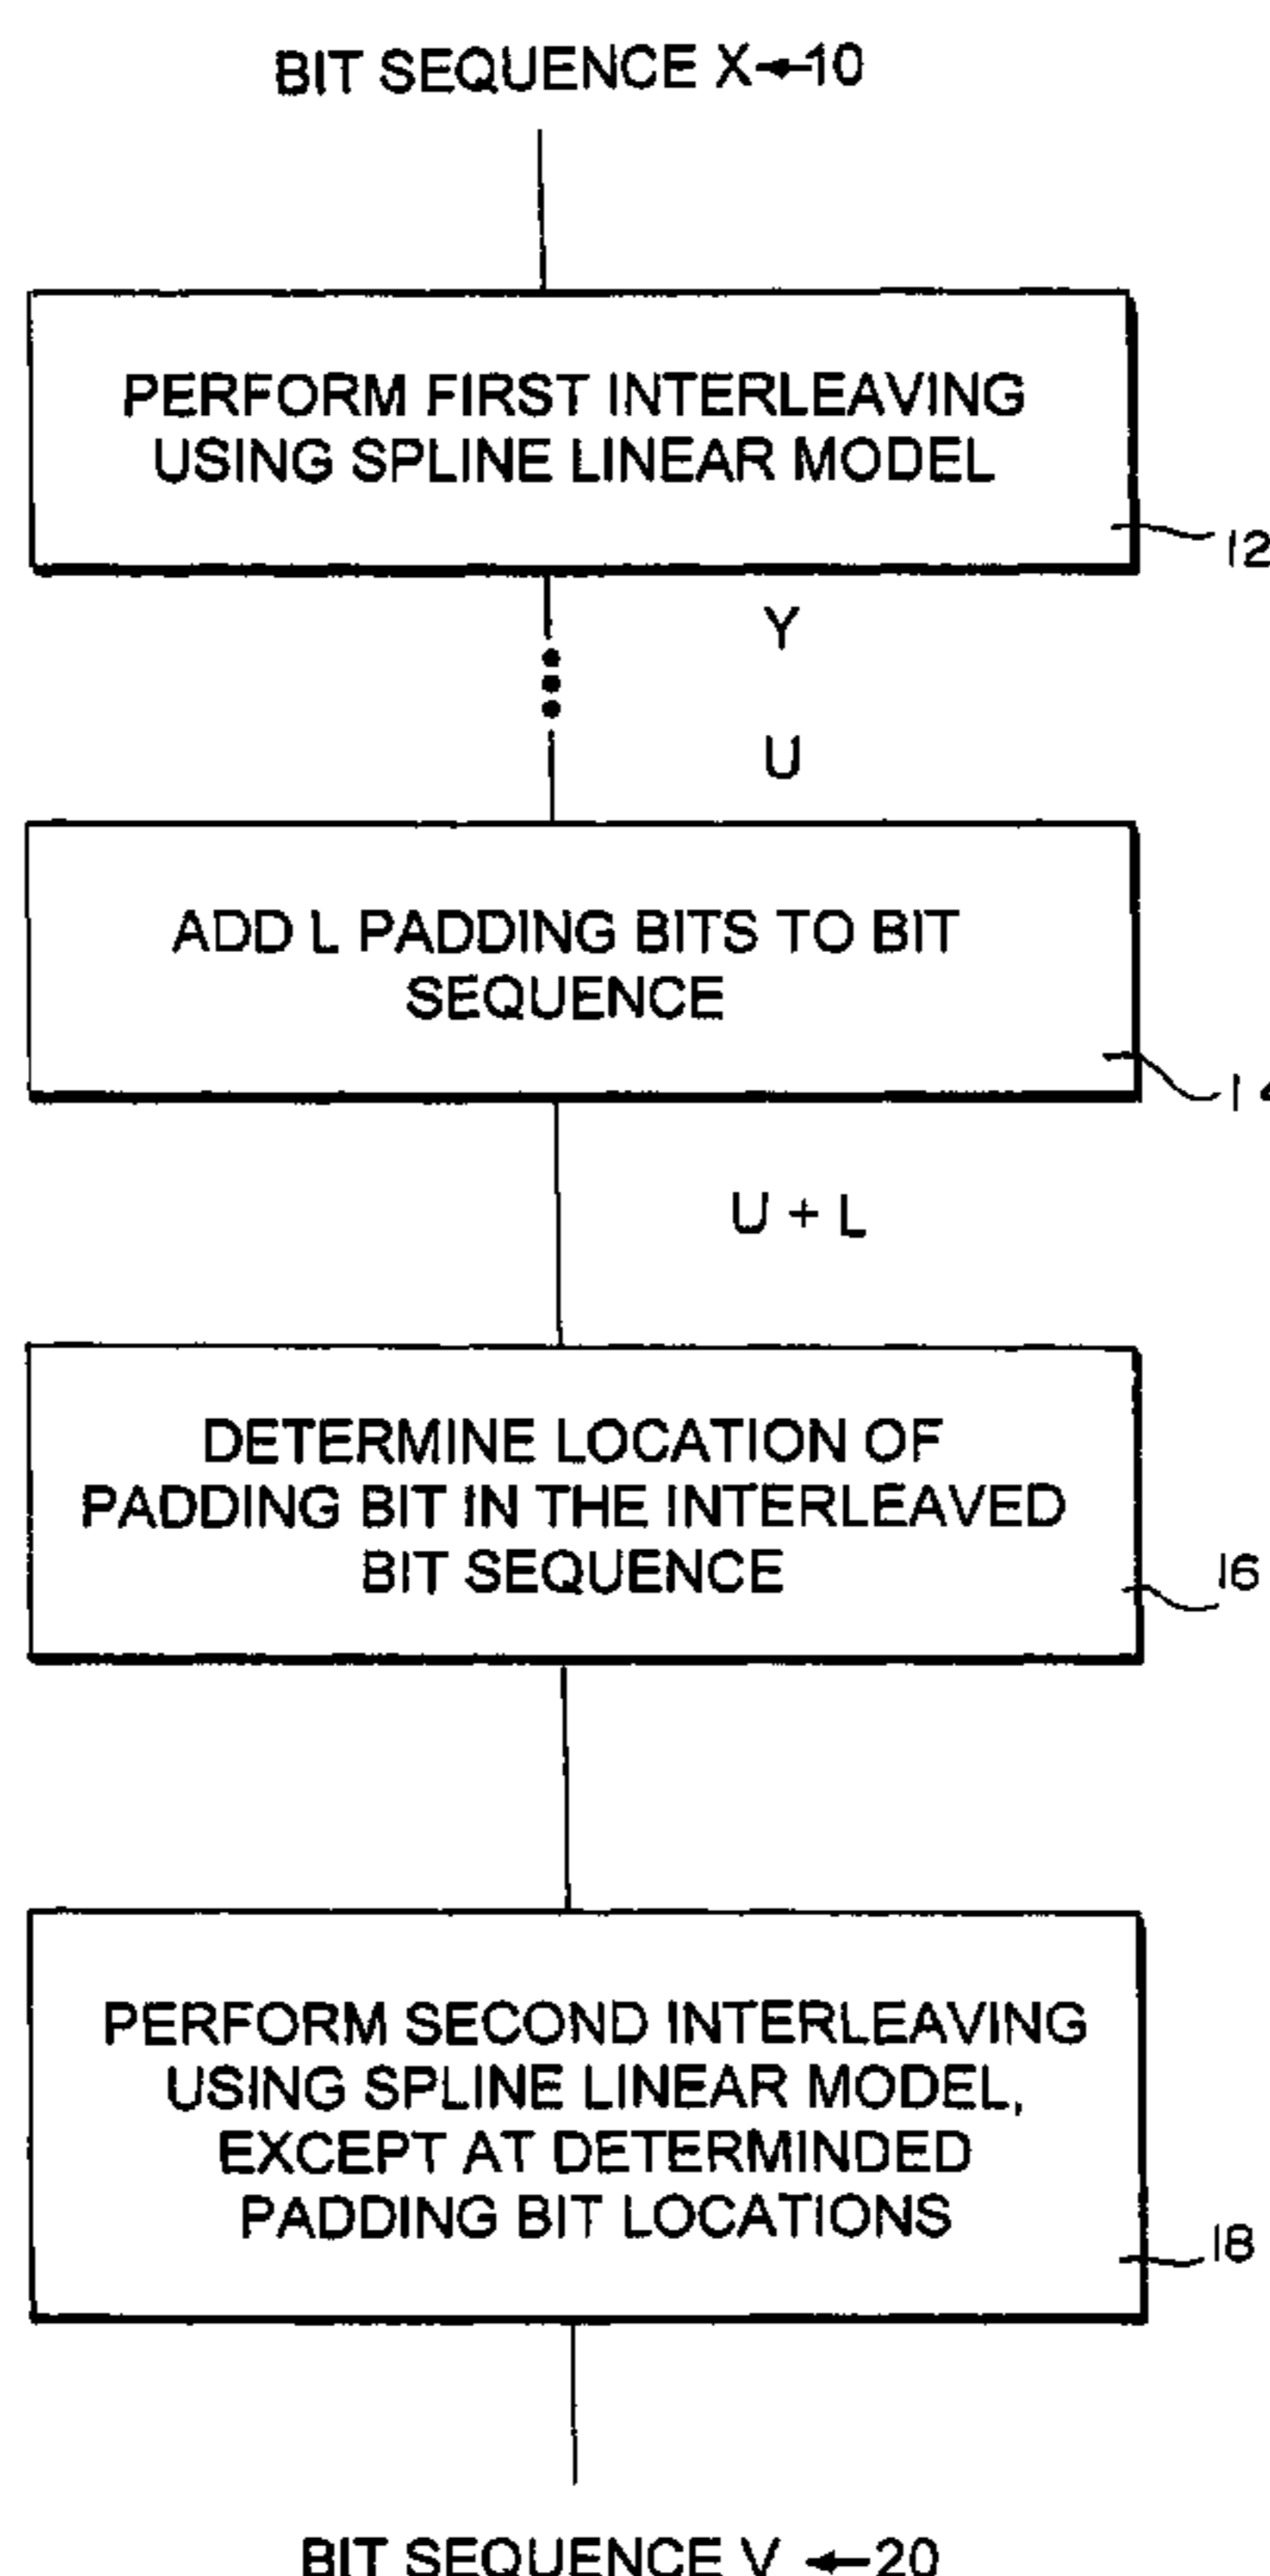 BIT SEQUENCE X 10
PERFORM FIRST INTERLEAVING
USING SPLINE LINEAR MODEL
12
Y
U
ADD L PADDING BITS TO BIT
SEQUENCE
14
U + L
DETERMINE LOCATION OF
PADDING BIT IN THE INTERLEAVED
BIT SEQUENCE
16
PERFORM SECOND INTERLEAVING
USING SPLINE LINEAR MODEL,
EXCEPT AT DETERMINDED
PADDING BIT LOCATIONS
18
BIT SEQUENCE V 20